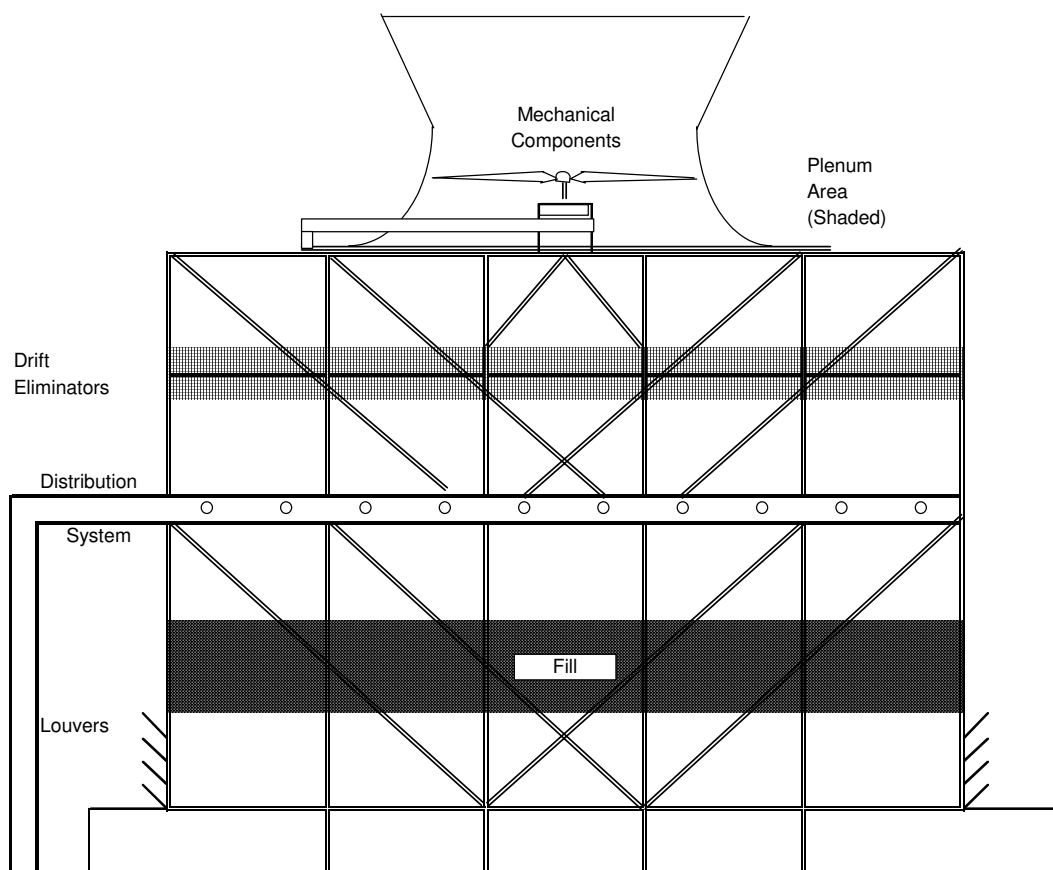 Mechanical
Components
Plenum
Area
(Shaded)
Drift
Eliminators
Distribution
System
Fill
Louvers